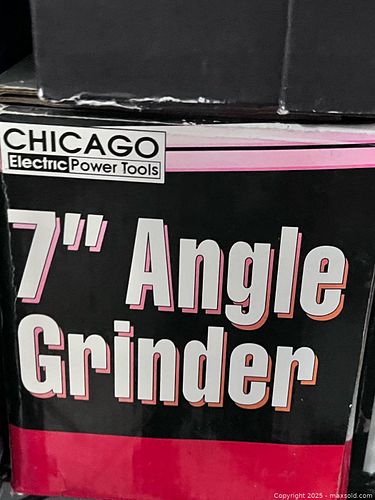 CHICAGO
Electric Power Tools
7" Angle
Grinder
Copyright 2025 - maxsold.com